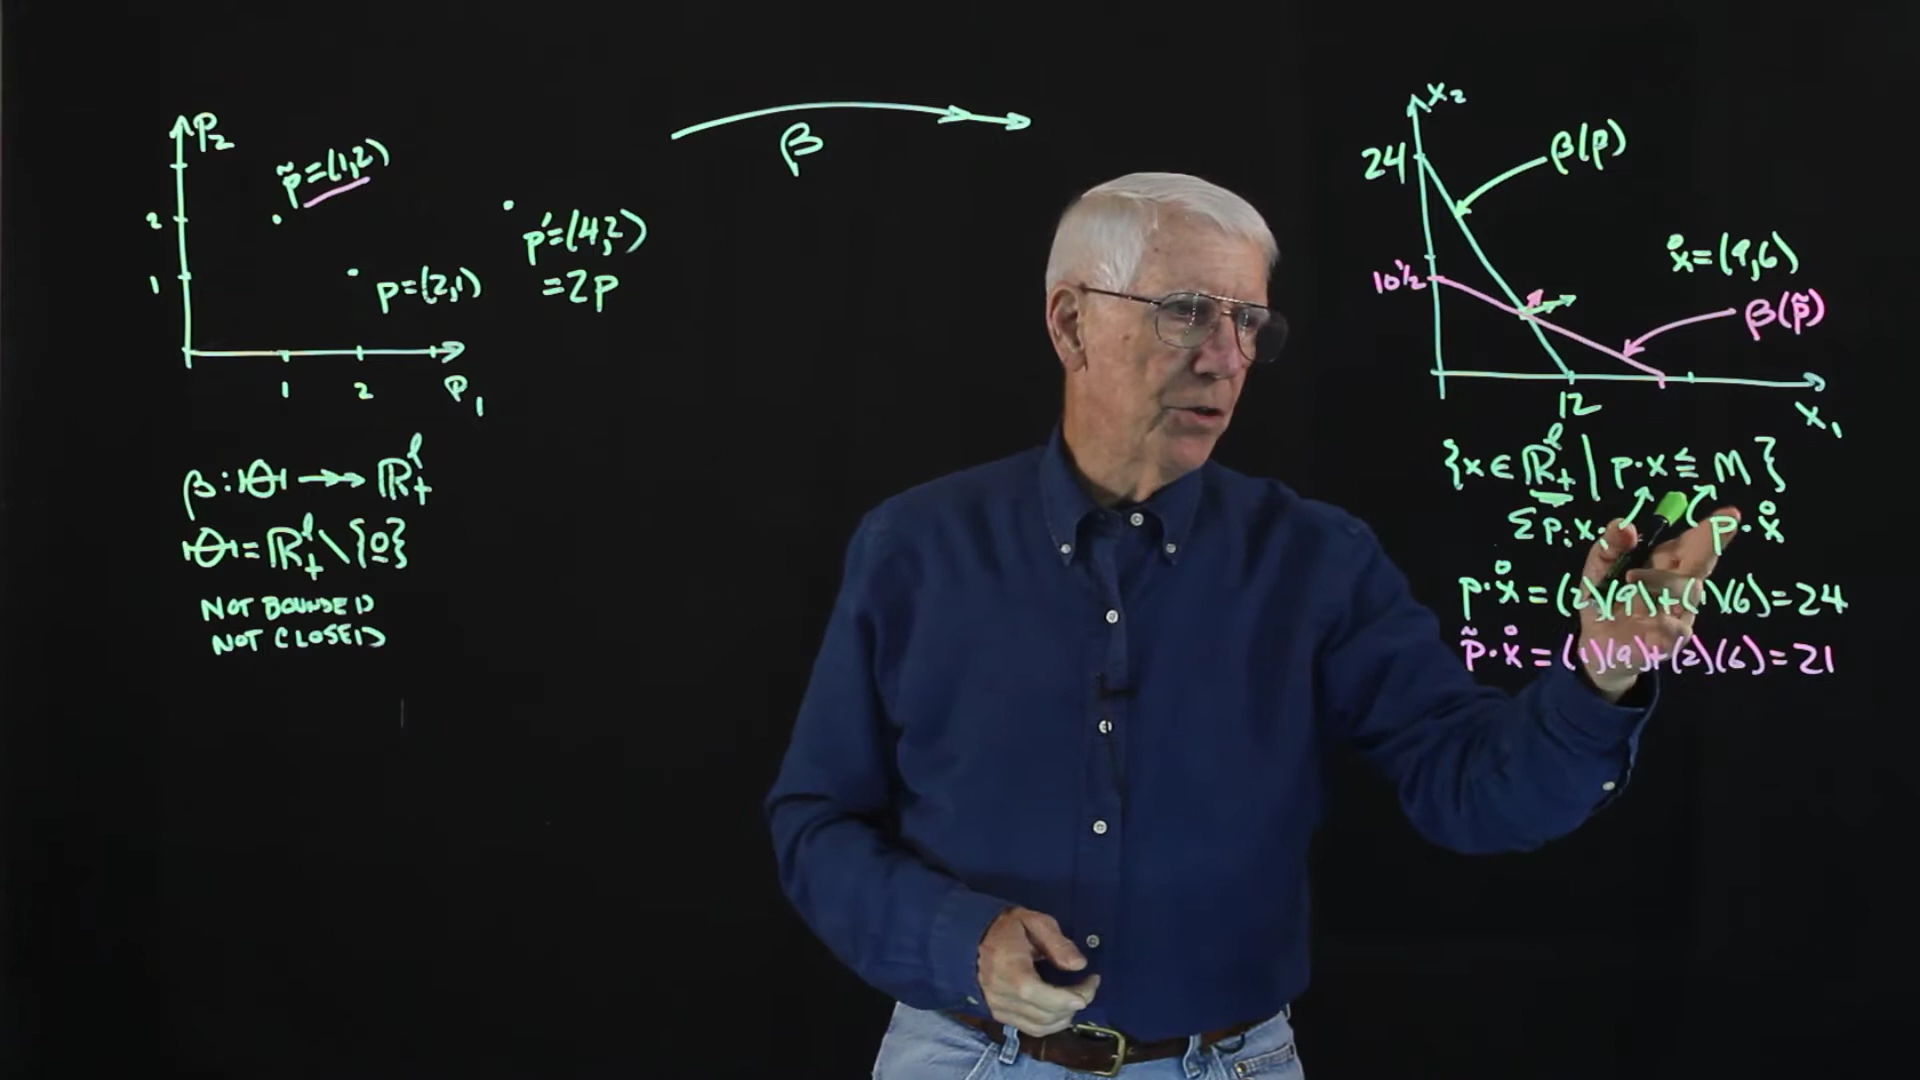 P₂
p̃=(1,2)
2
p'=(4,2)
=2p
1
p=(2,1)
1 2 P₁
β:Θ↠ℝ₊ˡ
Θ=ℝ₊ˡ\{0}
NOT BOUNDED
NOT CLOSED
β
x₂
24
β(p)
x̊=(9,6)
10½
β(p̃)
12
x₁
{x∈ℝ₊ˡ|p·x≦M}
Σpᵢxᵢ p·x̊
p·x̊=(2)(9)+(1)(6)=24
p̃·x̊=(1)(9)+(2)(6)=21